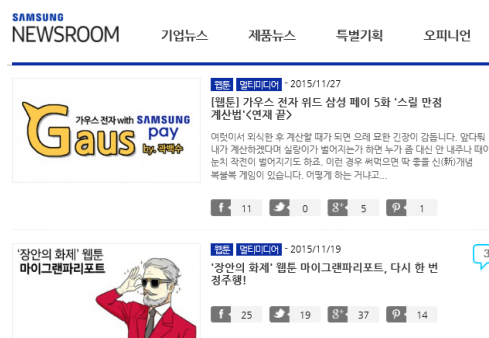 SAMSUNG
NEWSROOM
기업뉴스 제품뉴스 특별기획 오피니언
가우스 전자 with SAMSUNG
Gaus pay
by. 곽백수
웹툰 멀티미디어 - 2015/11/27
[웹툰] 가우스 전자 위드 삼성 페이 5화 '스릴 만점
계산법'<연재 끝>
여럿이서 외식한 후 계산할 때가 되면 으레 묘한 긴장이 감돕니다. 앞다퉈
내가 계산하겠다며 실랑이가 벌어지는가 하면 누가 좀 대신 안 내주나 때아
눈치 작전이 벌어지기도 하죠. 이런 경우 써먹으면 딱 좋을 신(新)개념
복불복 게임이 있습니다. 어떻게 하는 거냐고...
f 11 0 g+ 5 1
'장안의 화제' 웹툰
마이그랜파리포트
웹툰 멀티미디어 - 2015/11/19
'장안의 화제' 웹툰 마이그랜파리포트, 다시 한 번
정주행!
3
f 25 19 g+ 37 14